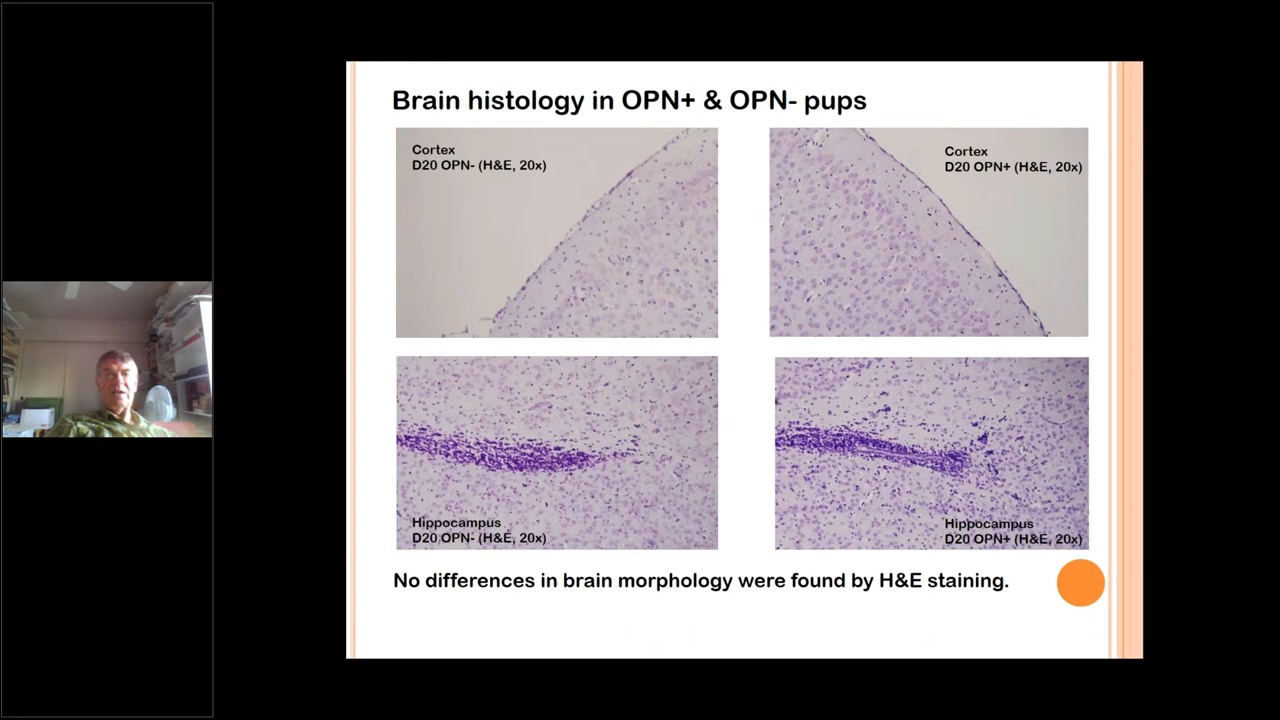 Brain histology in OPN+ & OPN- pups
Cortex
D20 OPN- (H&E, 20x)
Cortex
D20 OPN+ (H&E, 20x)
Hippocampus
D20 OPN- (H&E, 20x)
Hippocampus
D20 OPN+ (H&E, 20x)
No differences in brain morphology were found by H&E staining.